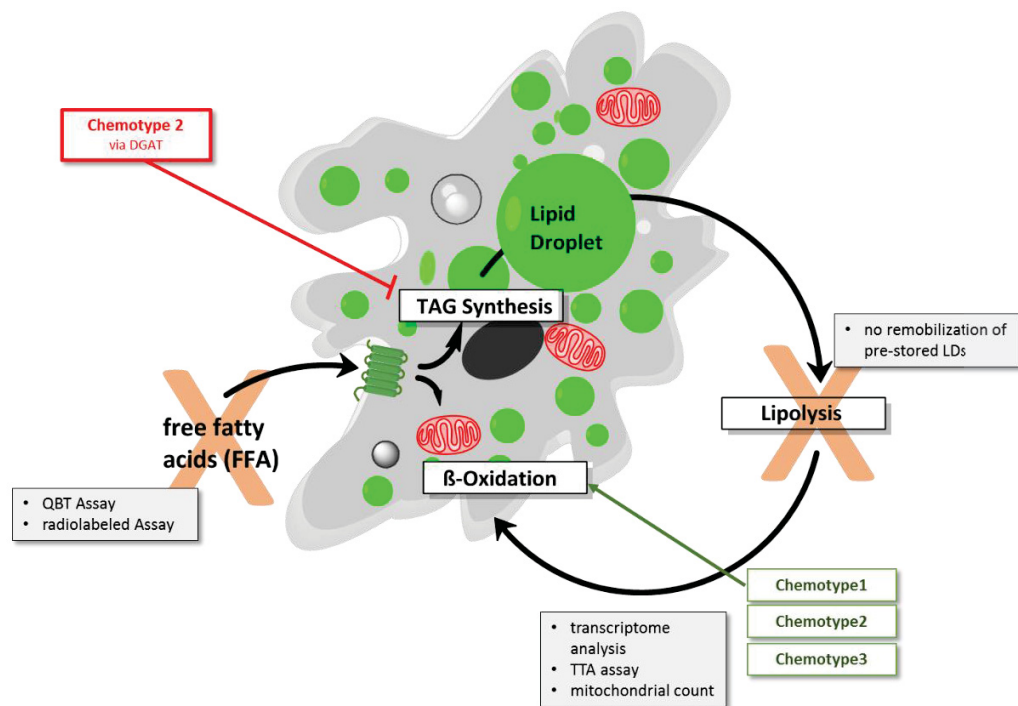 Chemotype 2
via DGAT
Lipid
Droplet
TAG Synthesis
• no remobilization of
pre-stored LDs
Lipolysis
free fatty
acids (FFA)
• QBT Assay
• radiolabeled Assay
ß-Oxidation
Chemotype1
Chemotype2
Chemotype3
• transcriptome
analysis
• TTA assay
• mitochondrial count